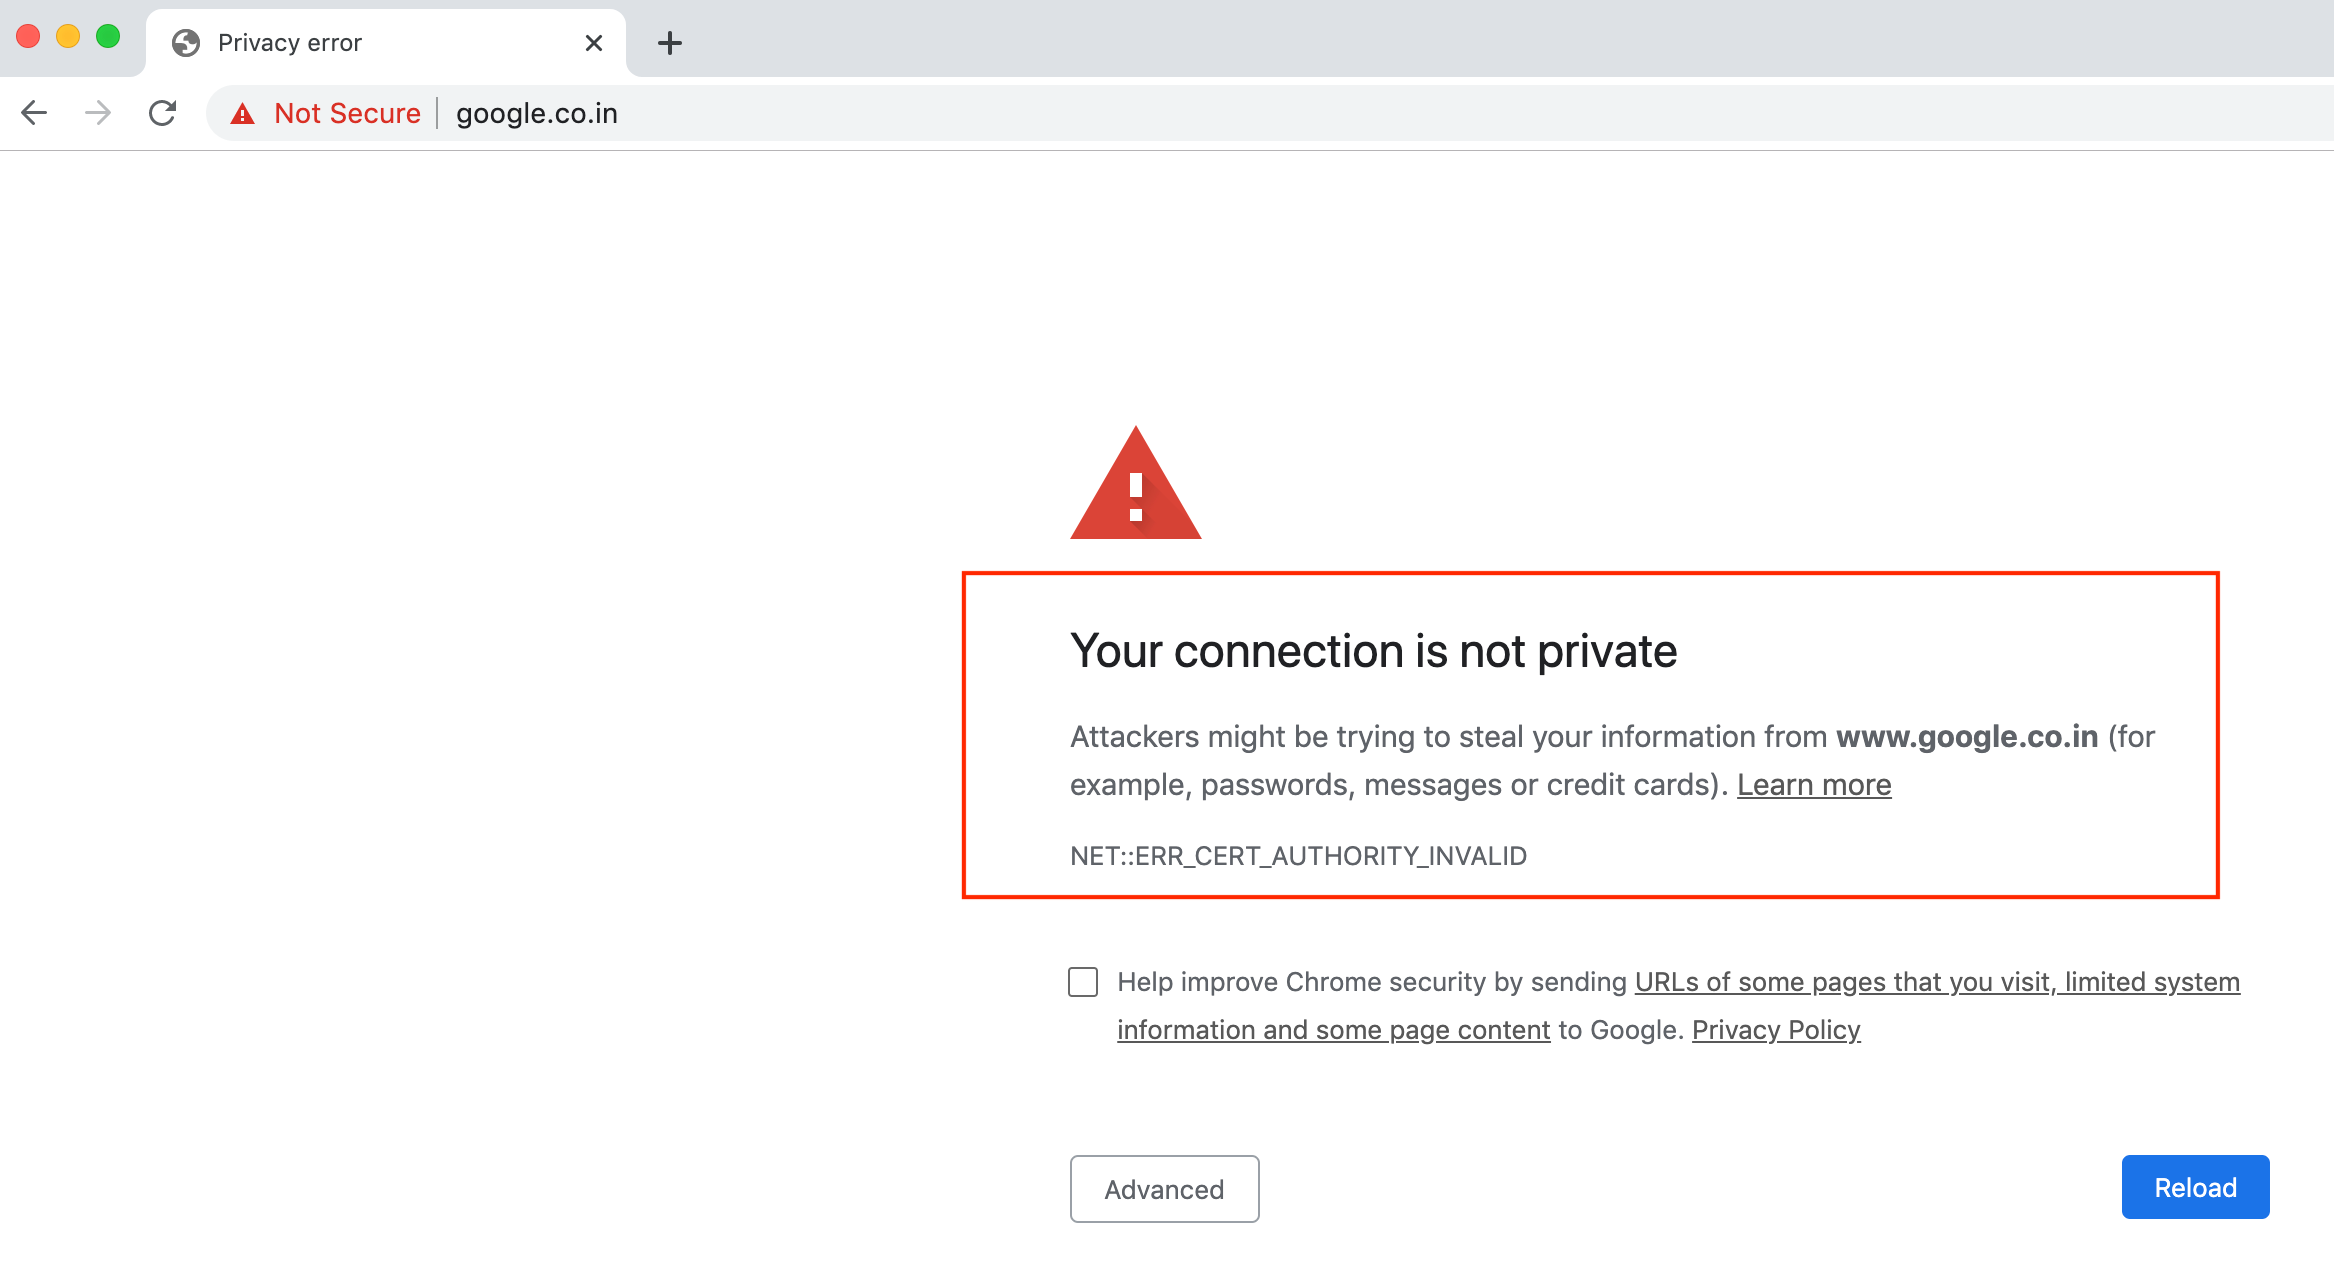 Privacy error
Not Secure google.co.in
Your connection is not private
Attackers might be trying to steal your information from www.google.co.in (for
example, passwords, messages or credit cards). Learn more
NET::ERR_CERT_AUTHORITY_INVALID
Help improve Chrome security by sending URLs of some pages that you visit, limited system
information and some page content to Google. Privacy Policy
Advanced
Reload